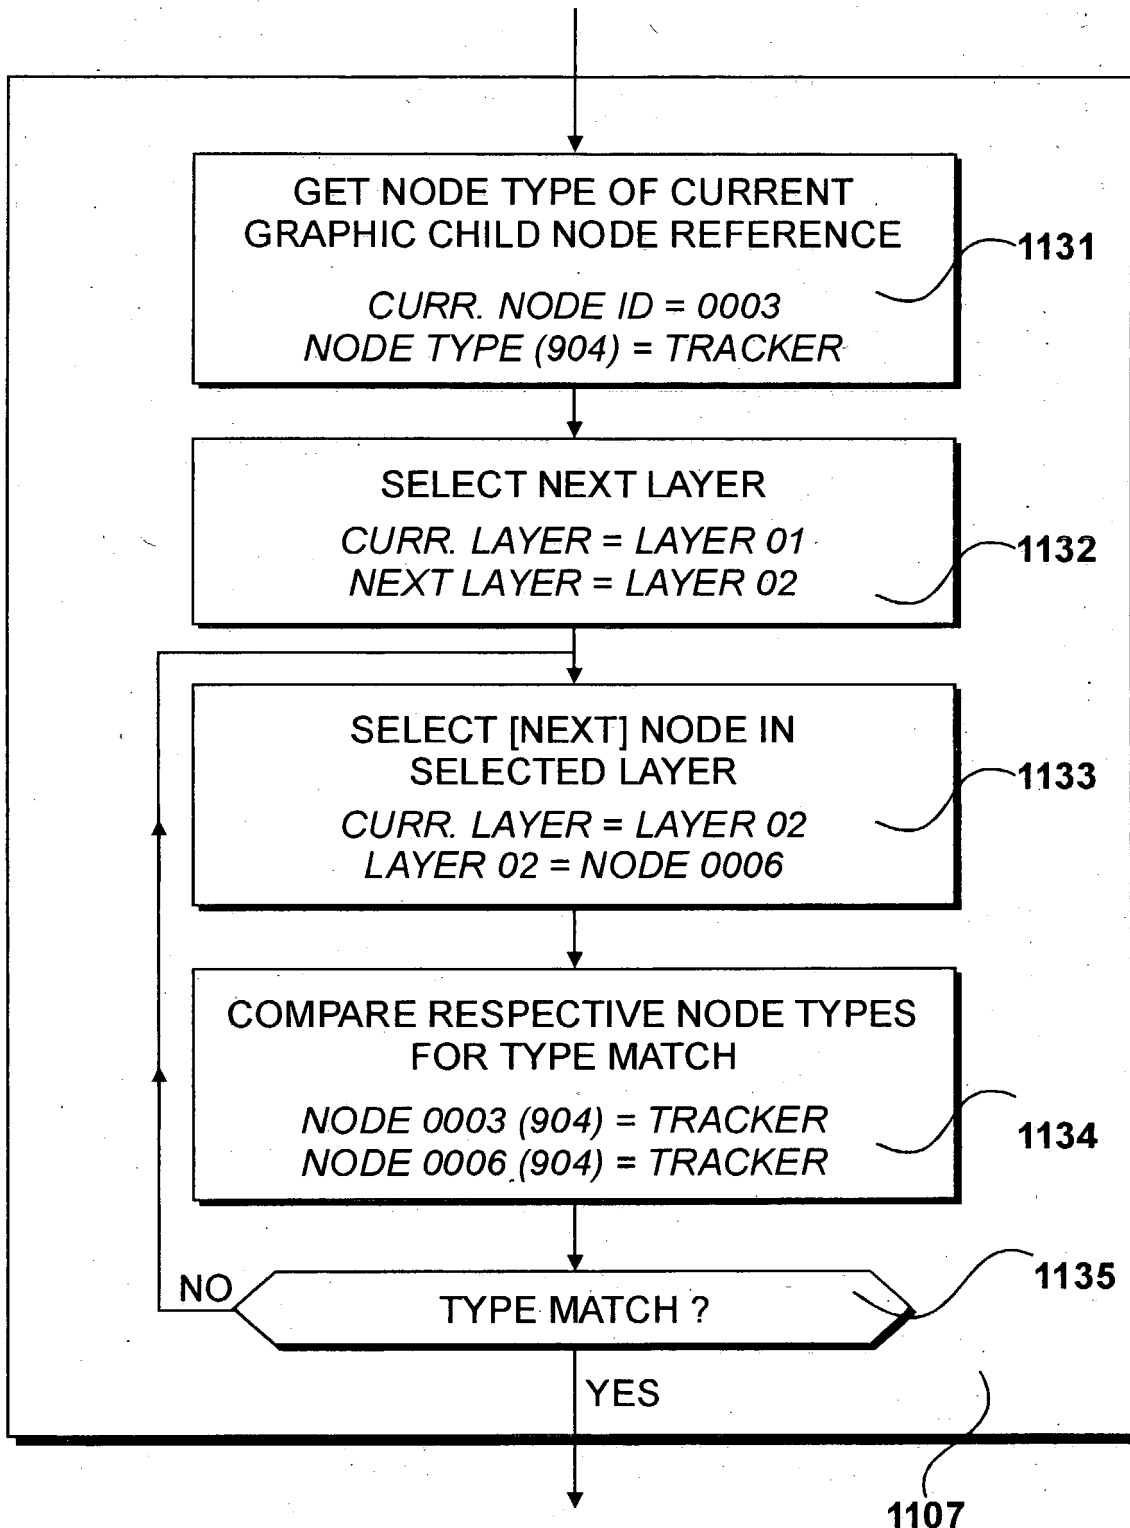 GET NODE TYPE OF CURRENT
GRAPHIC CHILD NODE REFERENCE
CURR. NODE ID = 0003
NODE TYPE (904) = TRACKER
1131
SELECT NEXT LAYER
CURR. LAYER = LAYER 01
NEXT LAYER = LAYER 02
1132
SELECT [NEXT] NODE IN
SELECTED LAYER
CURR. LAYER = LAYER 02
LAYER 02 = NODE 0006
1133
COMPARE RESPECTIVE NODE TYPES
FOR TYPE MATCH
NODE 0003 (904) = TRACKER
NODE 0006 (904) = TRACKER
1134
NO
TYPE MATCH ?
1135
YES
1107